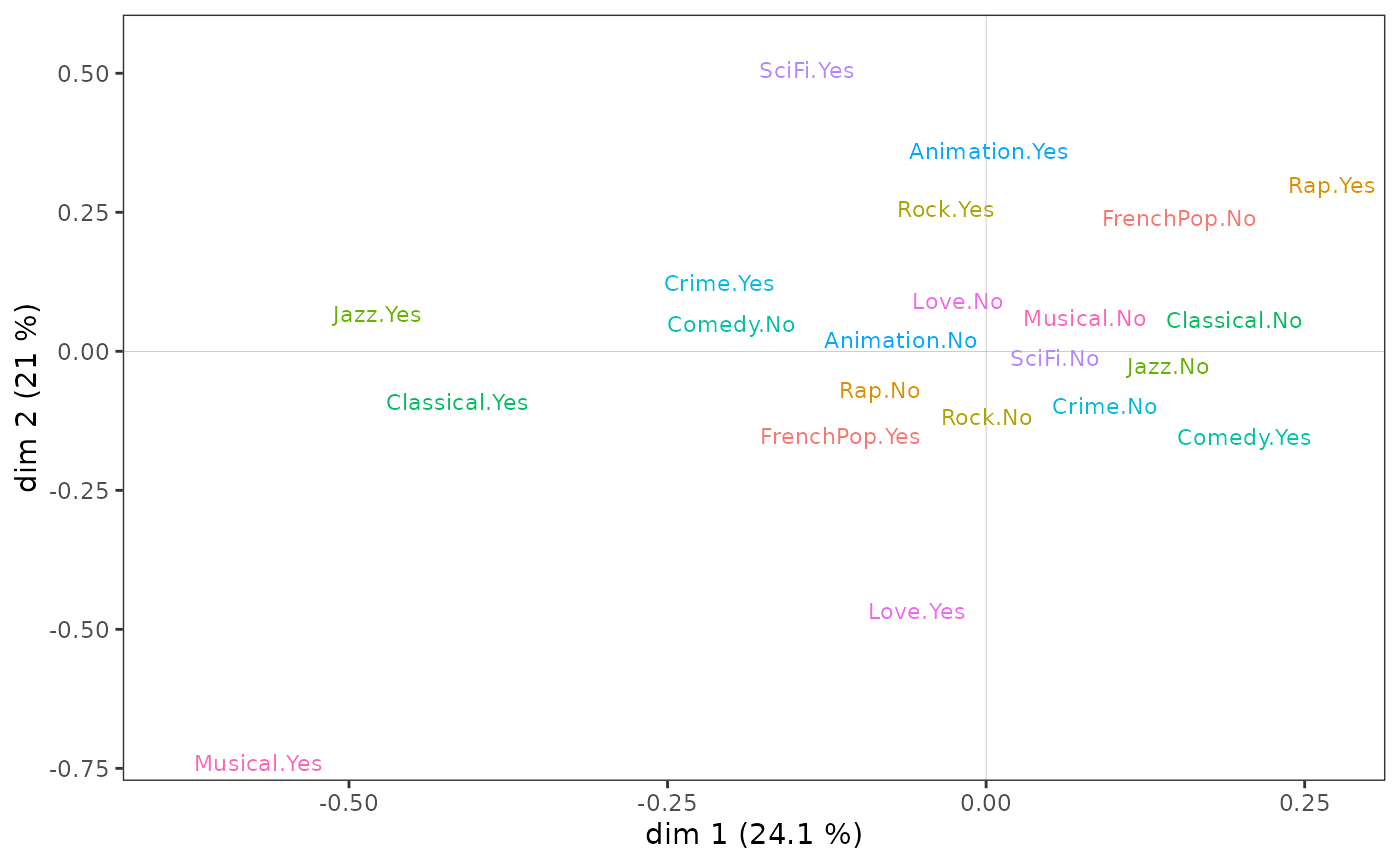 SciFi.Yes
Animation.Yes
Rap.Yes
Rock.Yes
FrenchPop.No
Crime.Yes
Love.No
Jazz.Yes
Comedy.No
Musical.No
Classical.No
Animation.No
SciFi.No
Jazz.No
Rap.No
Classical.Yes
Crime.No
Rock.No
FrenchPop.Yes
Comedy.Yes
Love.Yes
Musical.Yes
0.50
0.25
0.00
-0.25
-0.50
-0.75
dim 2 (21 %)
-0.50
-0.25
0.00
0.25
dim 1 (24.1 %)